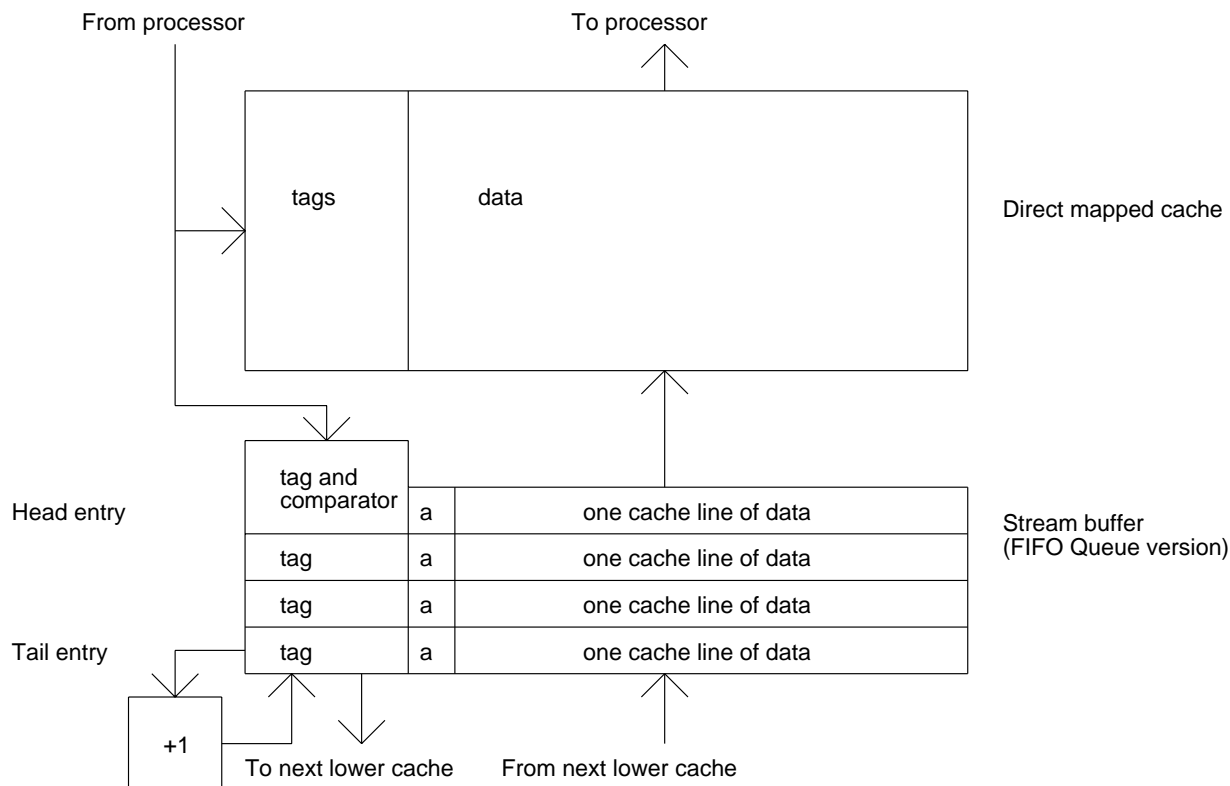 From processor
To processor
tags
data
Direct mapped cache
tag and
comparator
Head entry
a
one cache line of data
Stream buffer
(FIFO Queue version)
tag
a
one cache line of data
tag
a
one cache line of data
Tail entry
tag
a
one cache line of data
+1
To next lower cache
From next lower cache